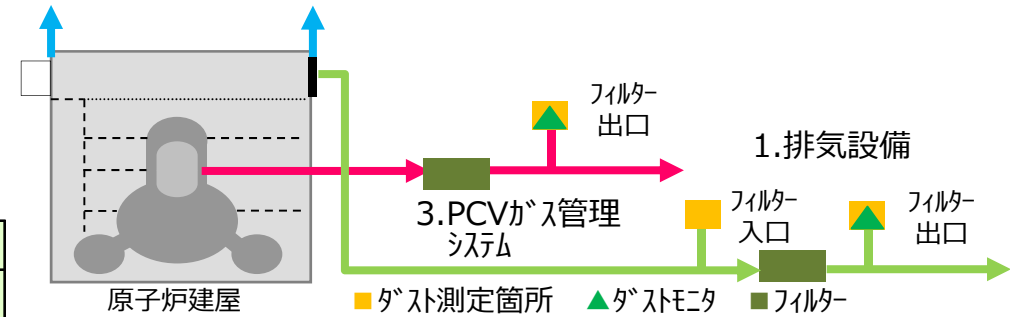 フィルター
出口
1.排気設備
3.PCVガス管理
システム
フィルター
入口
フィルター
出口
原子炉建屋
■ダスト測定箇所 ▲ダストモニタ ■フィルター